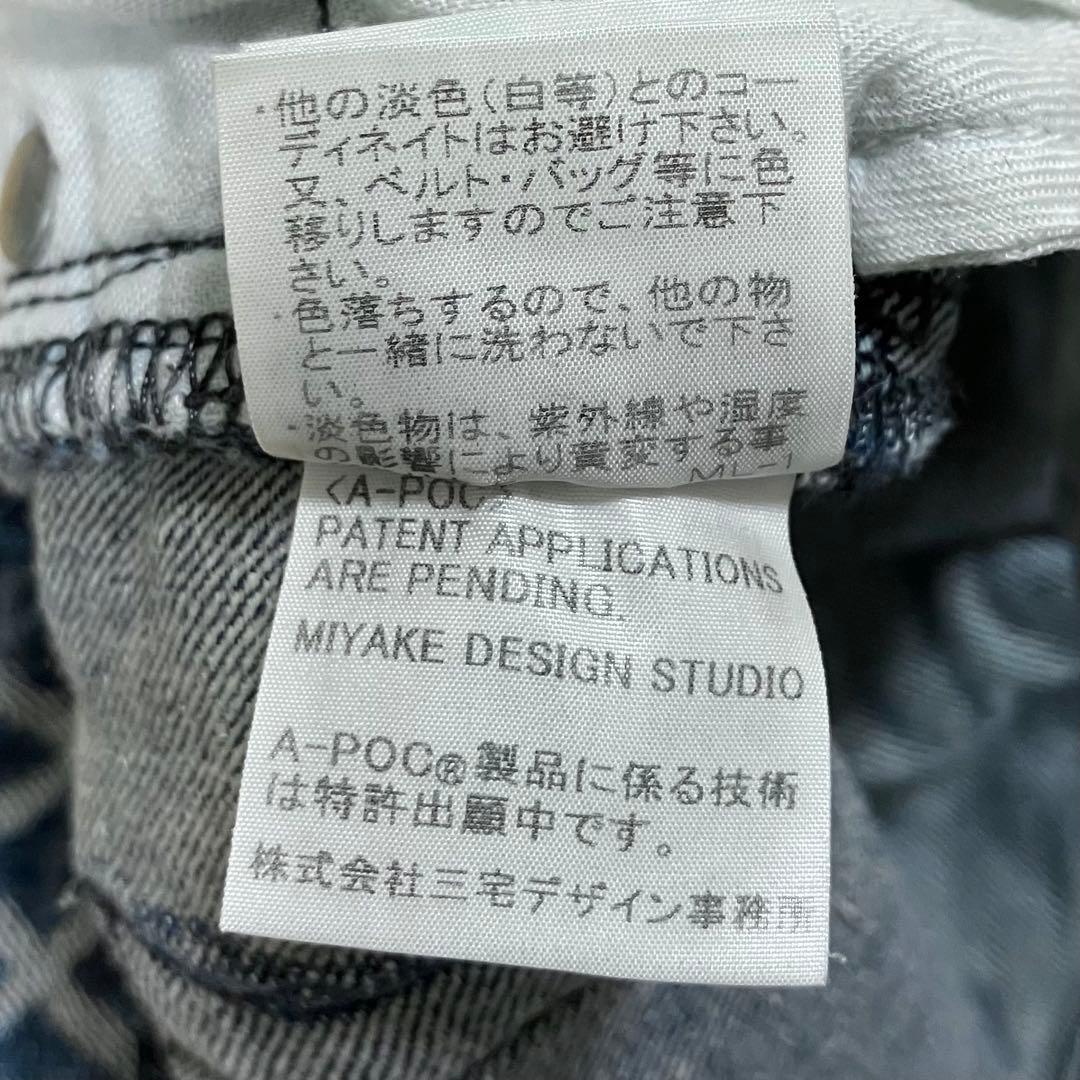 ・他の淡色(白等)とのコー
ディネイトはお避け下さい。
又、ベルト・バッグ等に色
移りしますのでご注意下
さい。
・色落ちするので、他の物
と一緒に洗わないで下さ
い。
・淡色物は、紫外線や湿度
の影響により黄変する事
<A-POC>
PATENT APPLICATIONS
ARE PENDING.
MIYAKE DESIGN STUDIO
A-POC®製品に係る技術
は特許出願中です。
株式会社三宅デザイン事務所